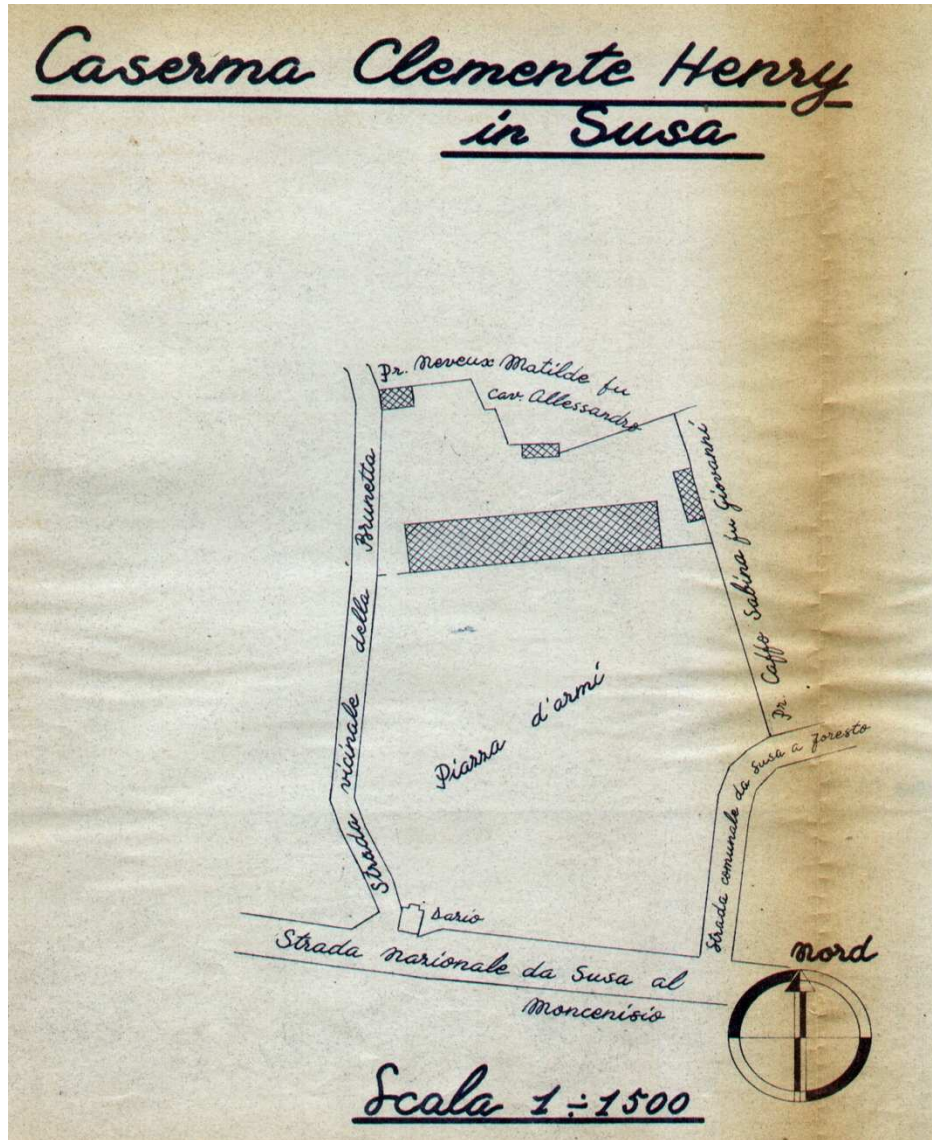 Caserma Clemente Henry
in Susa
Pr. Neveux Matilde fu
Cav. Allessandro
Strada vicinale della Brunetta
Pr. Caffo Sabina fu Giovanni
Piazza d'armi
Strada comunale da Susa a Foresto
Dario
Strada Nazionale da Susa al
Moncenisio
Nord
Scala 1÷1500